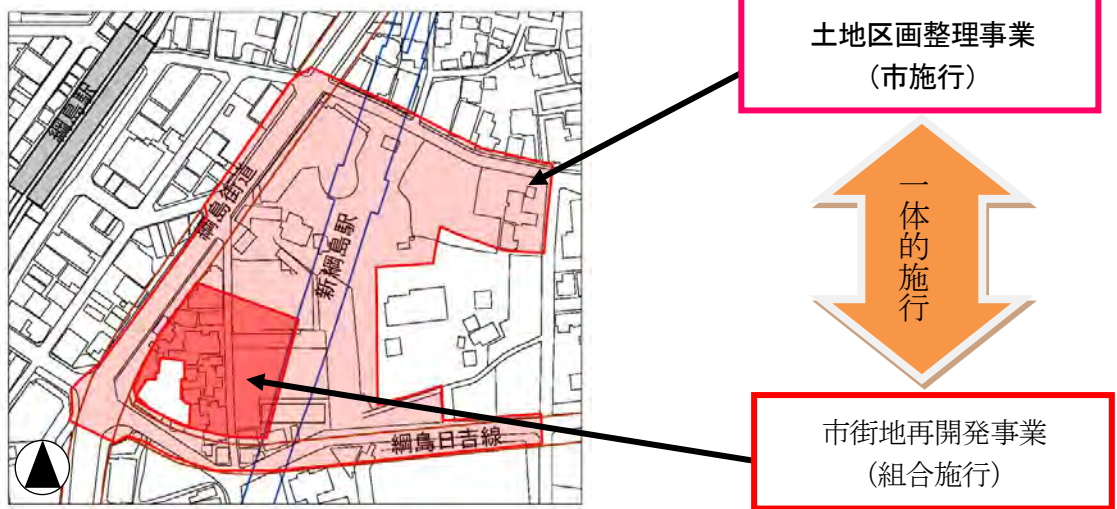 土地区画整理事業
(市施行)
綱島駅
綱島街道
新綱島駅
一体的施行
綱島日吉線
市街地再開発事業
(組合施行)